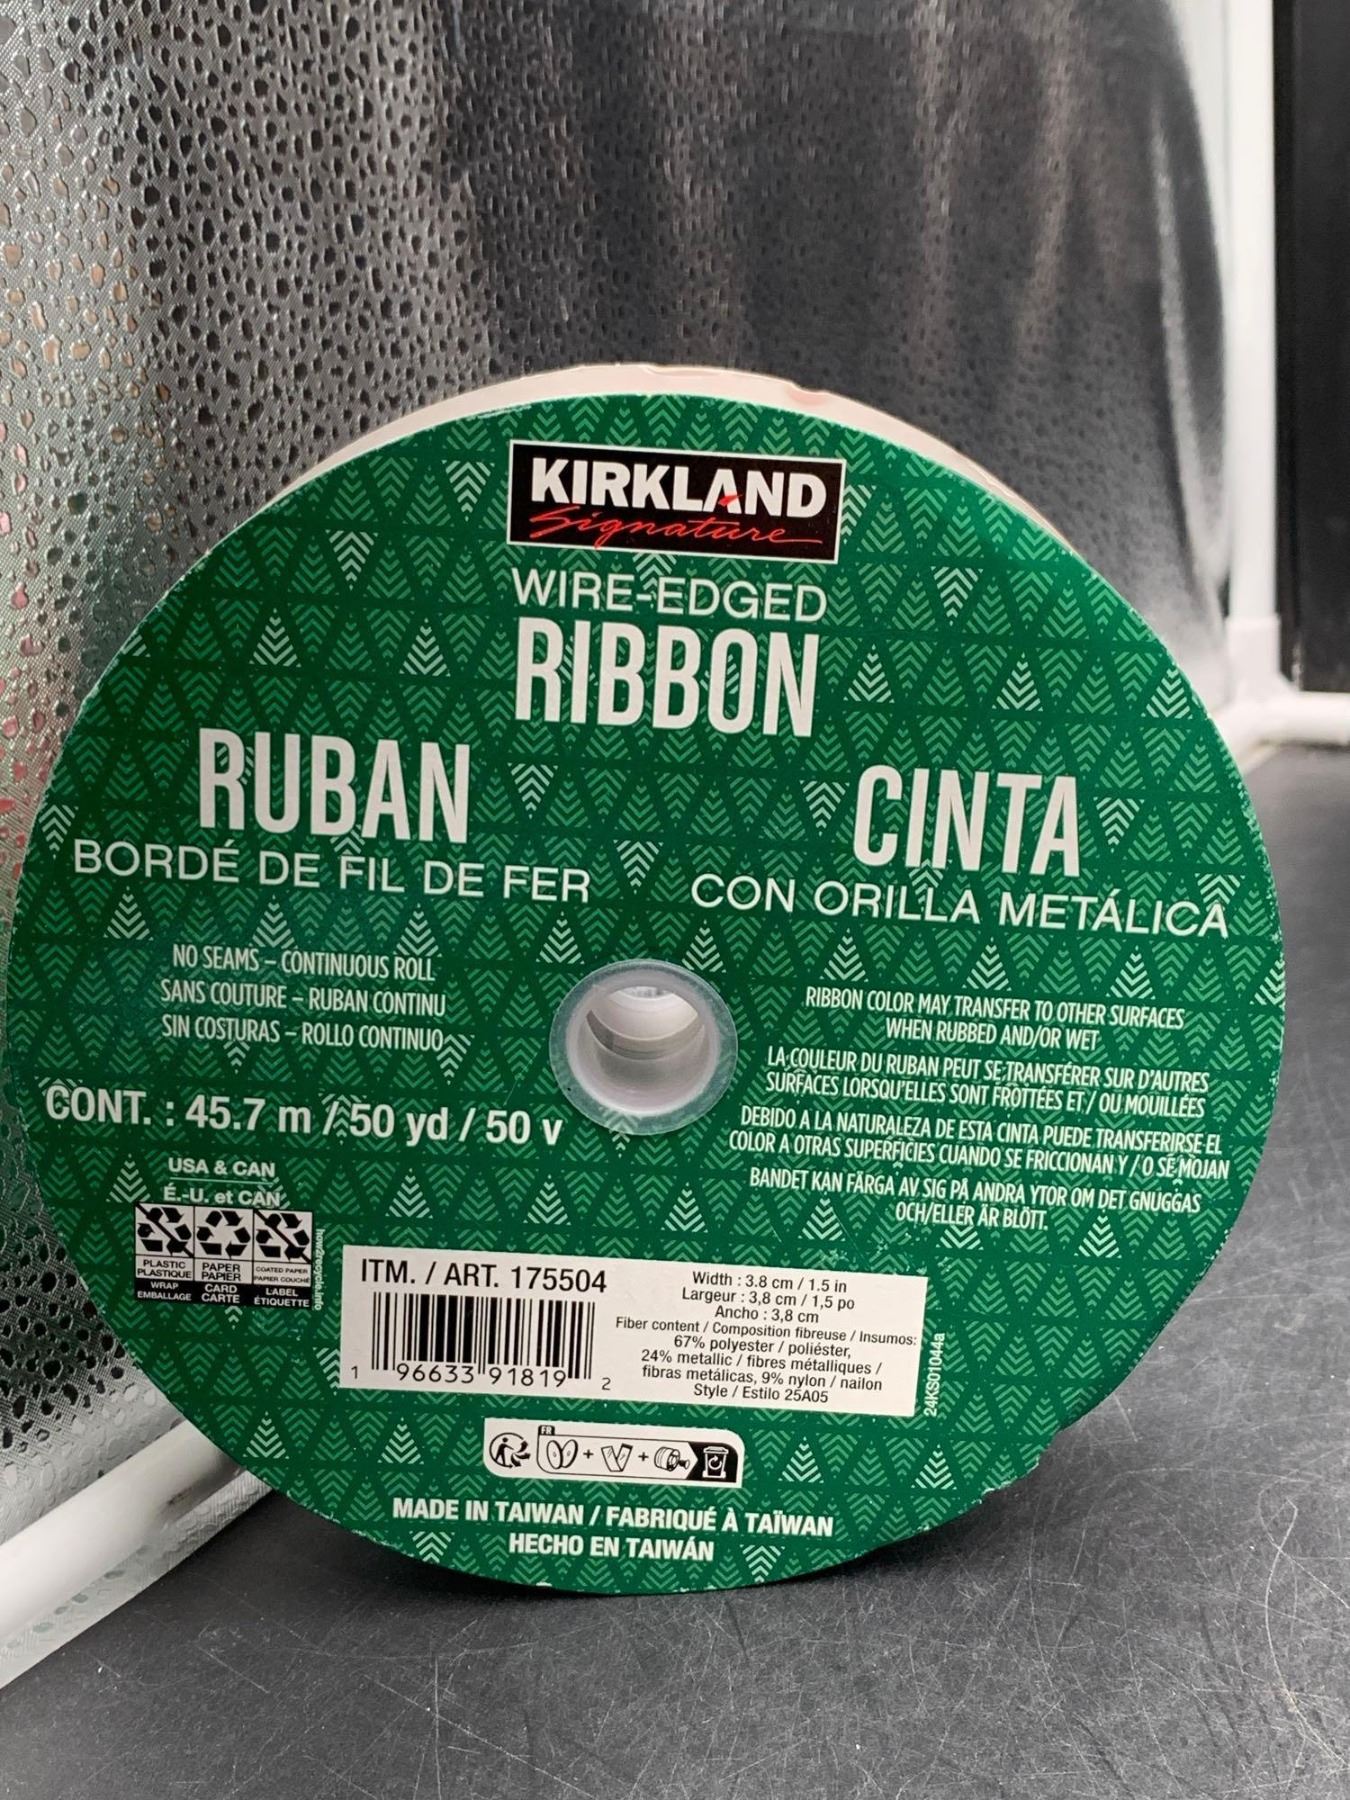 KIRKLAND
Signature
WIRE-EDGED
RIBBON
RUBAN
BORDÉ DE FIL DE FER
CINTA
CON ORILLA METÁLICA
NO SEAMS – CONTINUOUS ROLL
SANS COUTURE – RUBAN CONTINU
SIN COSTURAS – ROLLO CONTINUO
CONT. : 45.7 m / 50 yd / 50 v
RIBBON COLOR MAY TRANSFER TO OTHER SURFACES
WHEN RUBBED AND/OR WET
LA COULEUR DU RUBAN PEUT SE TRANSFÉRER SUR D'AUTRES
SURFACES LORSQU'ELLES SONT FROTTÉES ET / OU MOUILLÉES
DEBIDO A LA NATURALEZA DE ESTA CINTA PUEDE TRANSFERIRSE EL
COLOR A OTRAS SUPERFICIES CUANDO SE FRICCIONAN Y / O SE MOJAN
BANDET KAN FÄRGA AV SIG PÅ ANDRA YTOR OM DET GNUGGAS
OCH/ELLER ÄR BLÖTT.
USA & CAN
É.-U. et CAN
PLASTIC
PLASTIQUE
WRAP
EMBALLAGE
PAPER
PAPIER
CARD
CARTE
COATED PAPER
PAPIER COUCHÉ
LABEL
ÉTIQUETTE
how2recycle.info
ITM. / ART. 175504
1 96633 91819 2
Width : 3.8 cm / 1.5 in
Largeur : 3,8 cm / 1,5 po
Ancho : 3,8 cm
Fiber content / Composition fibreuse / Insumos:
67% polyester / poliéster,
24% metallic / fibres métalliques /
fibras metálicas, 9% nylon / nailon
Style / Estilo 25A05
24KS01044a
FR
MADE IN TAIWAN / FABRIQUÉ À TAÏWAN
HECHO EN TAIWÁN